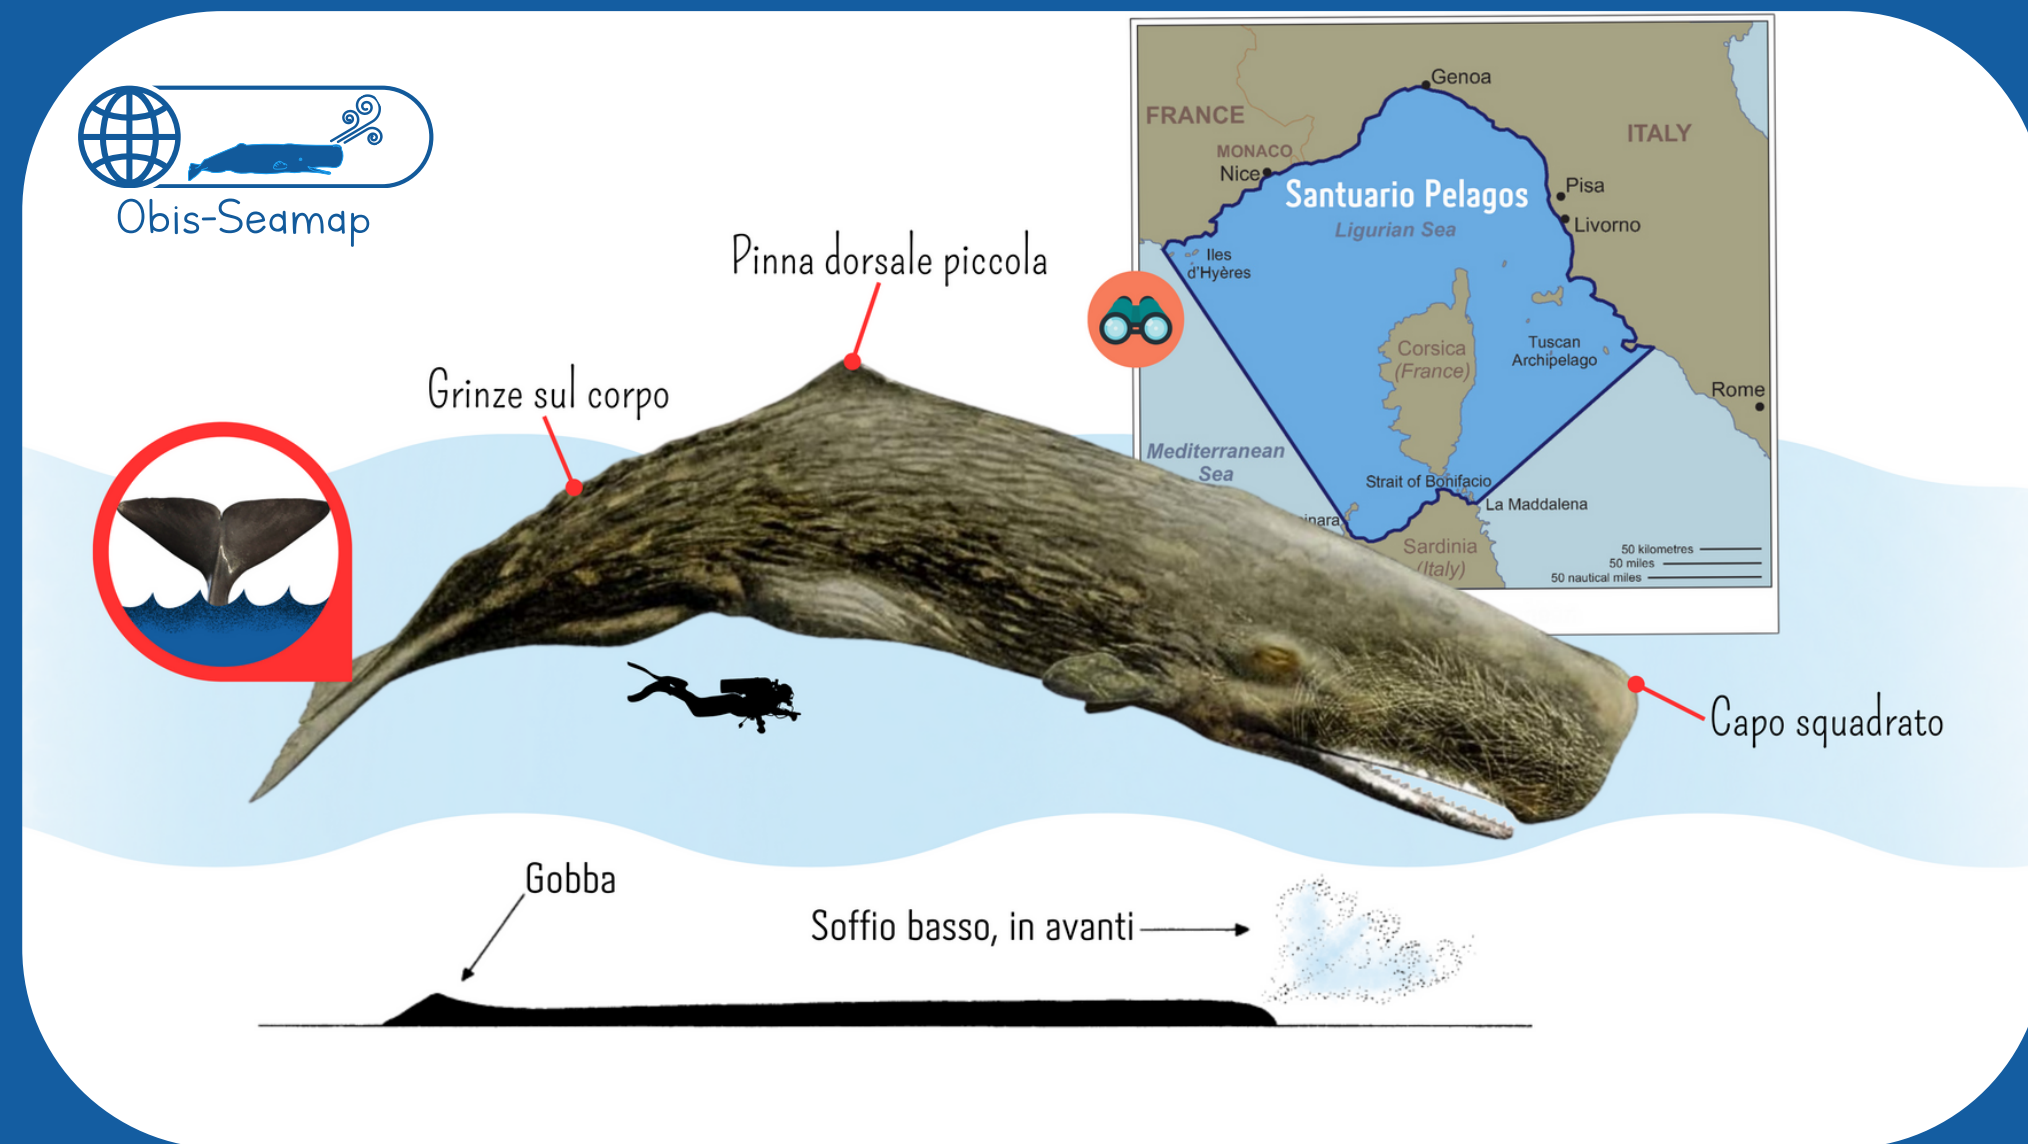 Obis-Seamap
Pinna dorsale piccola
Grinze sul corpo
Genoa
FRANCE
ITALY
MONACO
Nice
Pisa
Santuario Pelagos
Ligurian Sea
Livorno
Iles
d'Hyères
Corsica
(France)
Tuscan
Archipelago
Rome
Mediterranean
Sea
Strait of Bonifacio
La Maddalena
Sardinia
(Italy)
50 kilometres
50 miles
50 nautical miles
Capo squadrato
Gobba
Soffio basso, in avanti